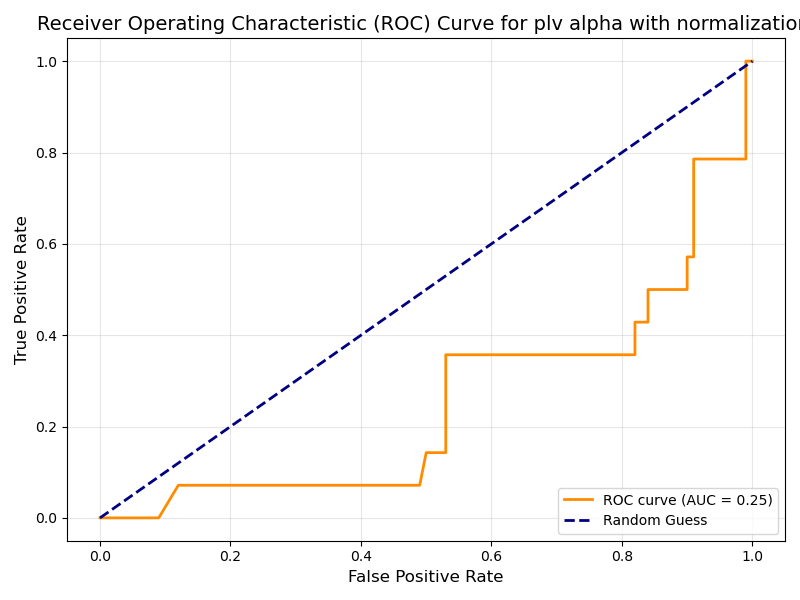 Receiver Operating Characteristic (ROC) Curve for plv alpha with normalization
True Positive Rate
1.0
0.8
0.6
0.4
0.2
0.0
0.0 0.2 0.4 0.6 0.8 1.0
False Positive Rate
ROC curve (AUC = 0.25)
Random Guess